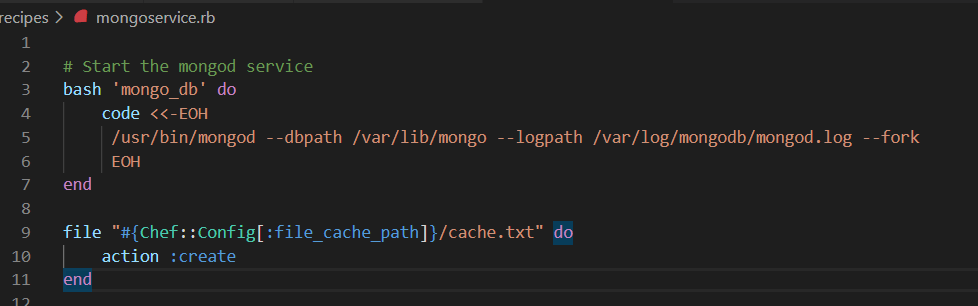 recipes > mongoservice.rb
1
2 # Start the mongod service
3 bash 'mongo_db' do
4 code <<-EOH
5 /usr/bin/mongod --dbpath /var/lib/mongo --logpath /var/log/mongodb/mongod.log --fork
6 EOH
7 end
8
9 file "#{Chef::Config[:file_cache_path]}/cache.txt" do
10 action :create
11 end
12